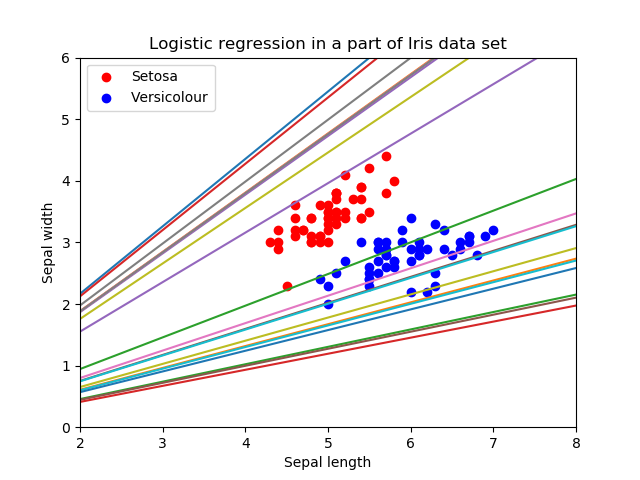 Logistic regression in a part of Iris data set
Setosa
Versicolour
Sepal width
6
5
4
3
2
1
0
2
3
4
5
6
7
8
Sepal length